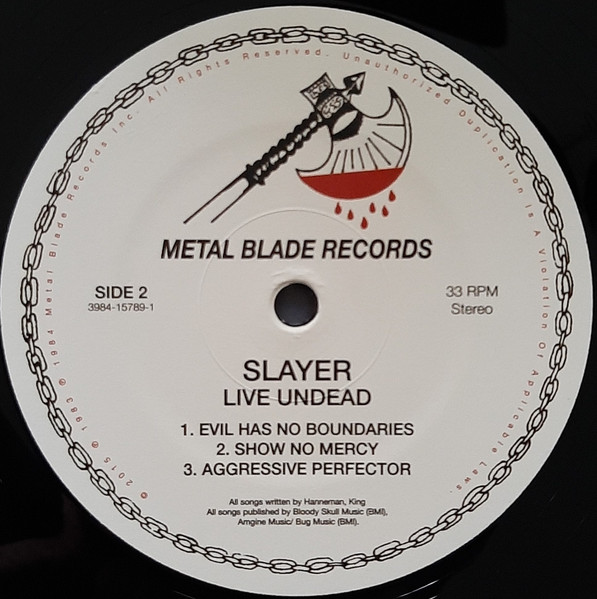 © 2015 ℗ 1983 ℗ 1984 Metal Blade Records Inc. All Rights Reserved. Unauthorized Duplication Is A Violation Of Applicable Laws.
METAL BLADE RECORDS
SIDE 2
3984-15789-1
33 RPM
Stereo
SLAYER
LIVE UNDEAD
1. EVIL HAS NO BOUNDARIES
2. SHOW NO MERCY
3. AGGRESSIVE PERFECTOR
All songs written by Hanneman, King
All songs published by Bloody Skull Music (BMI),
Amgine Music/ Bug Music (BMI).